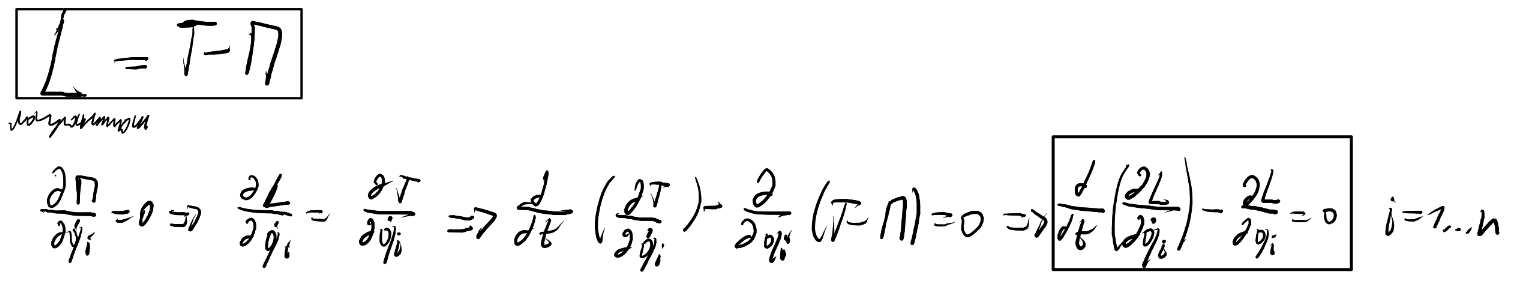 L = T - П
лагранжиан
∂П/∂q̇ᵢ = 0 => ∂L/∂q̇ᵢ = ∂T/∂q̇ᵢ => d/dt (∂T/∂q̇ᵢ) - ∂/∂qᵢ (T - П) = 0 => d/dt (∂L/∂q̇ᵢ) - ∂L/∂qᵢ = 0 i = 1...n